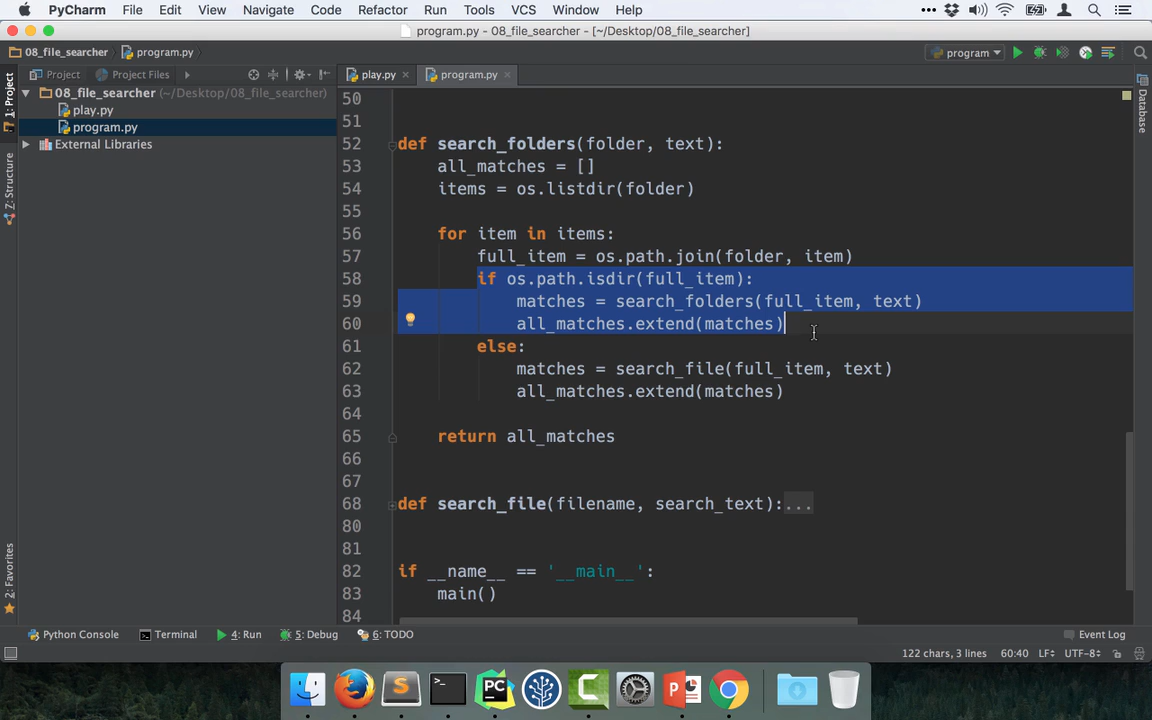 PyCharm File Edit View Navigate Code Refactor Run Tools VCS Window Help
program.py - 08_file_searcher - [~/Desktop/08_file_searcher]
08_file_searcher program.py program
Project Project Files play.py program.py
1: Project
Z: Structure
2: Favorites
Database
08_file_searcher (~/Desktop/08_file_searcher)
play.py
program.py
External Libraries
50
51
52 def search_folders(folder, text):
53 all_matches = []
54 items = os.listdir(folder)
55
56 for item in items:
57 full_item = os.path.join(folder, item)
58 if os.path.isdir(full_item):
59 matches = search_folders(full_item, text)
60 all_matches.extend(matches)
61 else:
62 matches = search_file(full_item, text)
63 all_matches.extend(matches)
64
65 return all_matches
66
67
68 def search_file(filename, search_text):...
80
81
82 if __name__ == '__main__':
83 main()
84
Python Console Terminal 4: Run 5: Debug 6: TODO Event Log
122 chars, 3 lines 60:40 LF UTF-8
S >_ PC C P